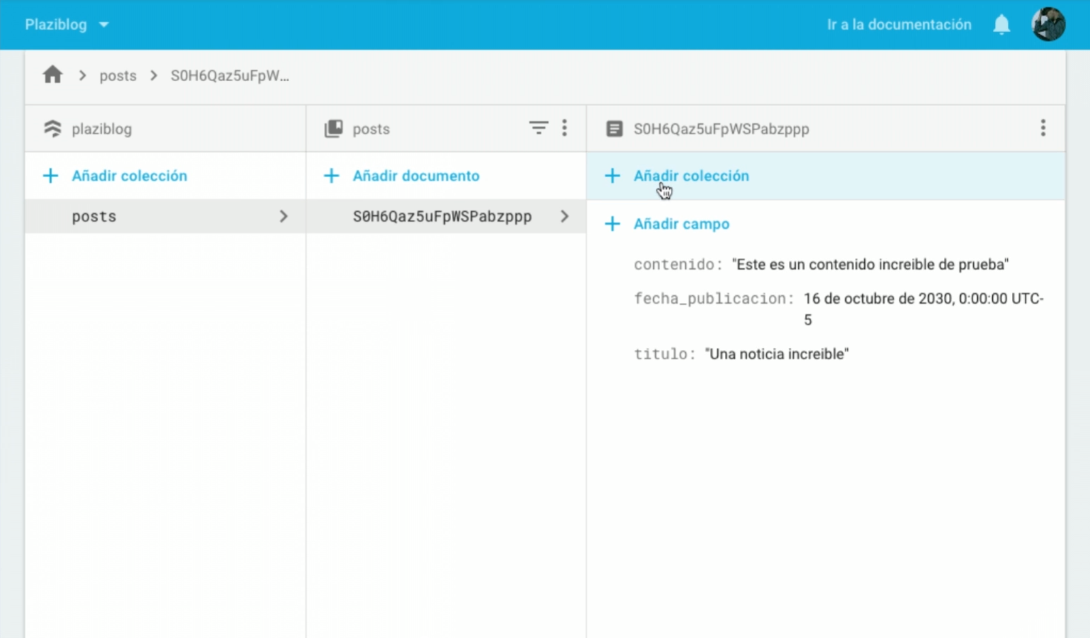 Plaziblog
Ir a la documentación
posts
S0H6Qaz5uFpW…
plaziblog
posts
S0H6Qaz5uFpWSPabzppp
Añadir colección
Añadir documento
Añadir colección
posts
S0H6Qaz5uFpWSPabzppp
Añadir campo
contenido: "Este es un contenido increible de prueba"
fecha_publicacion: 16 de octubre de 2030, 0:00:00 UTC-
5
titulo: "Una noticia increible"